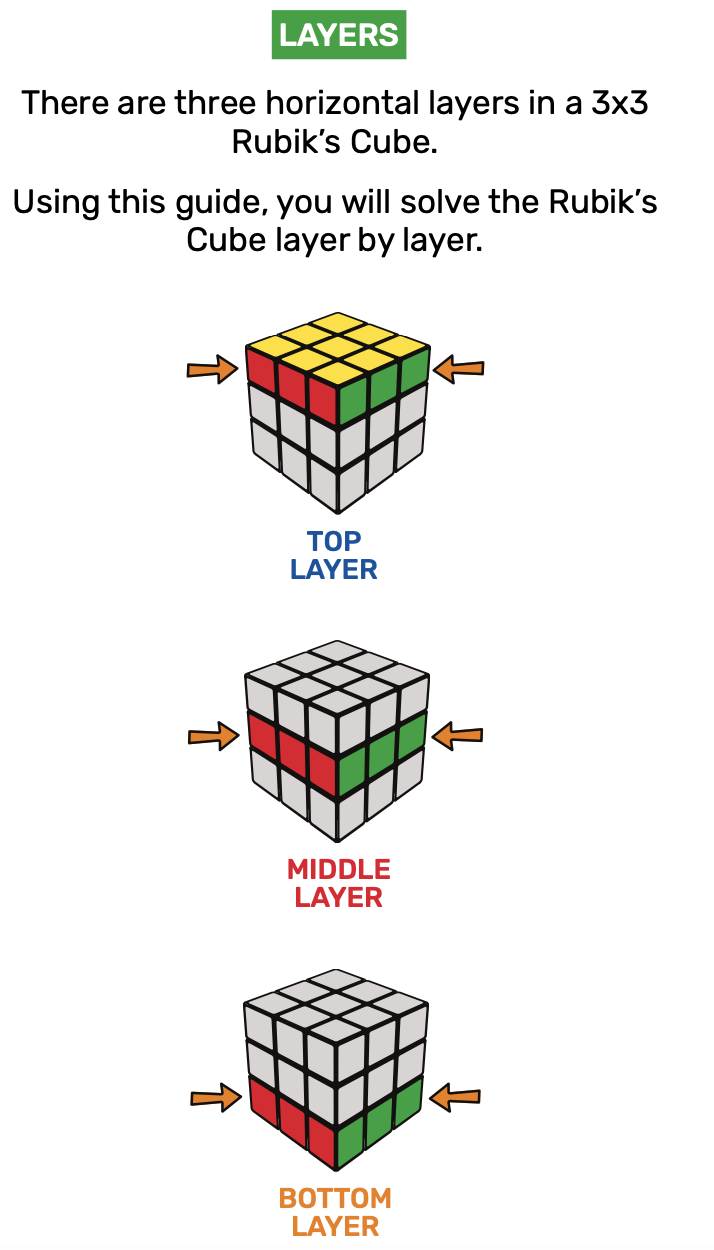 LAYERS
There are three horizontal layers in a 3x3
Rubik’s Cube.
Using this guide, you will solve the Rubik’s
Cube layer by layer.
TOP
LAYER
MIDDLE
LAYER
BOTTOM
LAYER